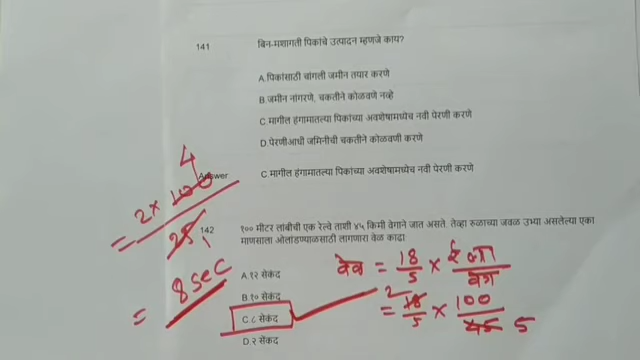 141 बिन-मशागती पिकांचे उत्पादन म्हणजे काय?
A.पिकांसाठी चांगली जमीन तयार करणे
B.जमीन नांगरणे, चकतीने कोळवणे नव्हे
C.मागील हंगामातल्या पिकांच्या अवशेषामध्येच नवी पेरणी करणे
D.पेरणीआधी जमिनीची चकतीने कोळवणी करणे
Answer C.मागील हंगामातल्या पिकांच्या अवशेषामध्येच नवी पेरणी करणे
142 १०० मीटर लांबीची एक रेल्वे ताशी ४५ किमी वेगाने जात असते. तेव्हा रुळाच्या जवळ उभ्या असलेल्या एका
माणसाला ओलांडण्याळसाठी लागणारा वेळ काढा
A.१२ सेकंद
B.१० सेकंद
C.८ सेकंद
D.२ सेकंद
4
= 2 × 100
25 1
= 8 sec
वेळ = 18/5 ×
वेग
2
= 18/5 × 100/45 5